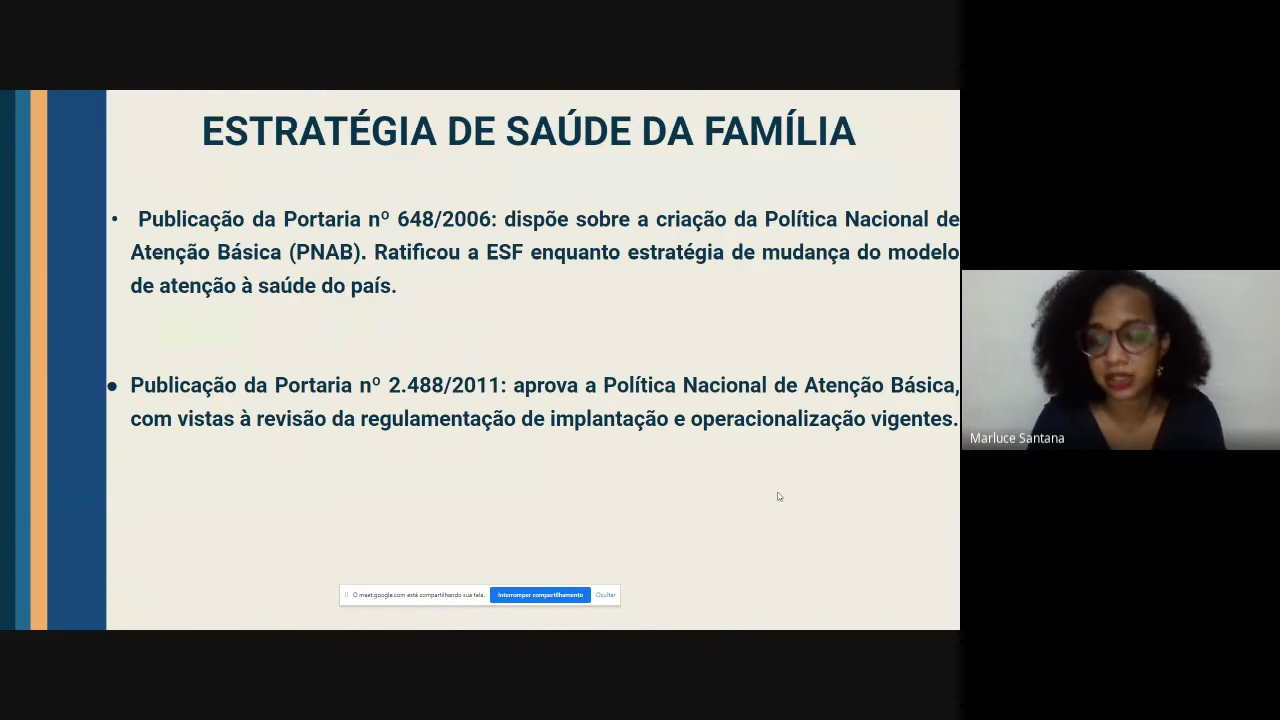 ESTRATÉGIA DE SAÚDE DA FAMÍLIA
• Publicação da Portaria nº 648/2006: dispõe sobre a criação da Política Nacional de
Atenção Básica (PNAB). Ratificou a ESF enquanto estratégia de mudança do modelo
de atenção à saúde do país.
● Publicação da Portaria nº 2.488/2011: aprova a Política Nacional de Atenção Básica,
com vistas à revisão da regulamentação de implantação e operacionalização vigentes.
Marluce Santana
O meet.google.com está compartilhando sua tela. Interromper compartilhamento Ocultar